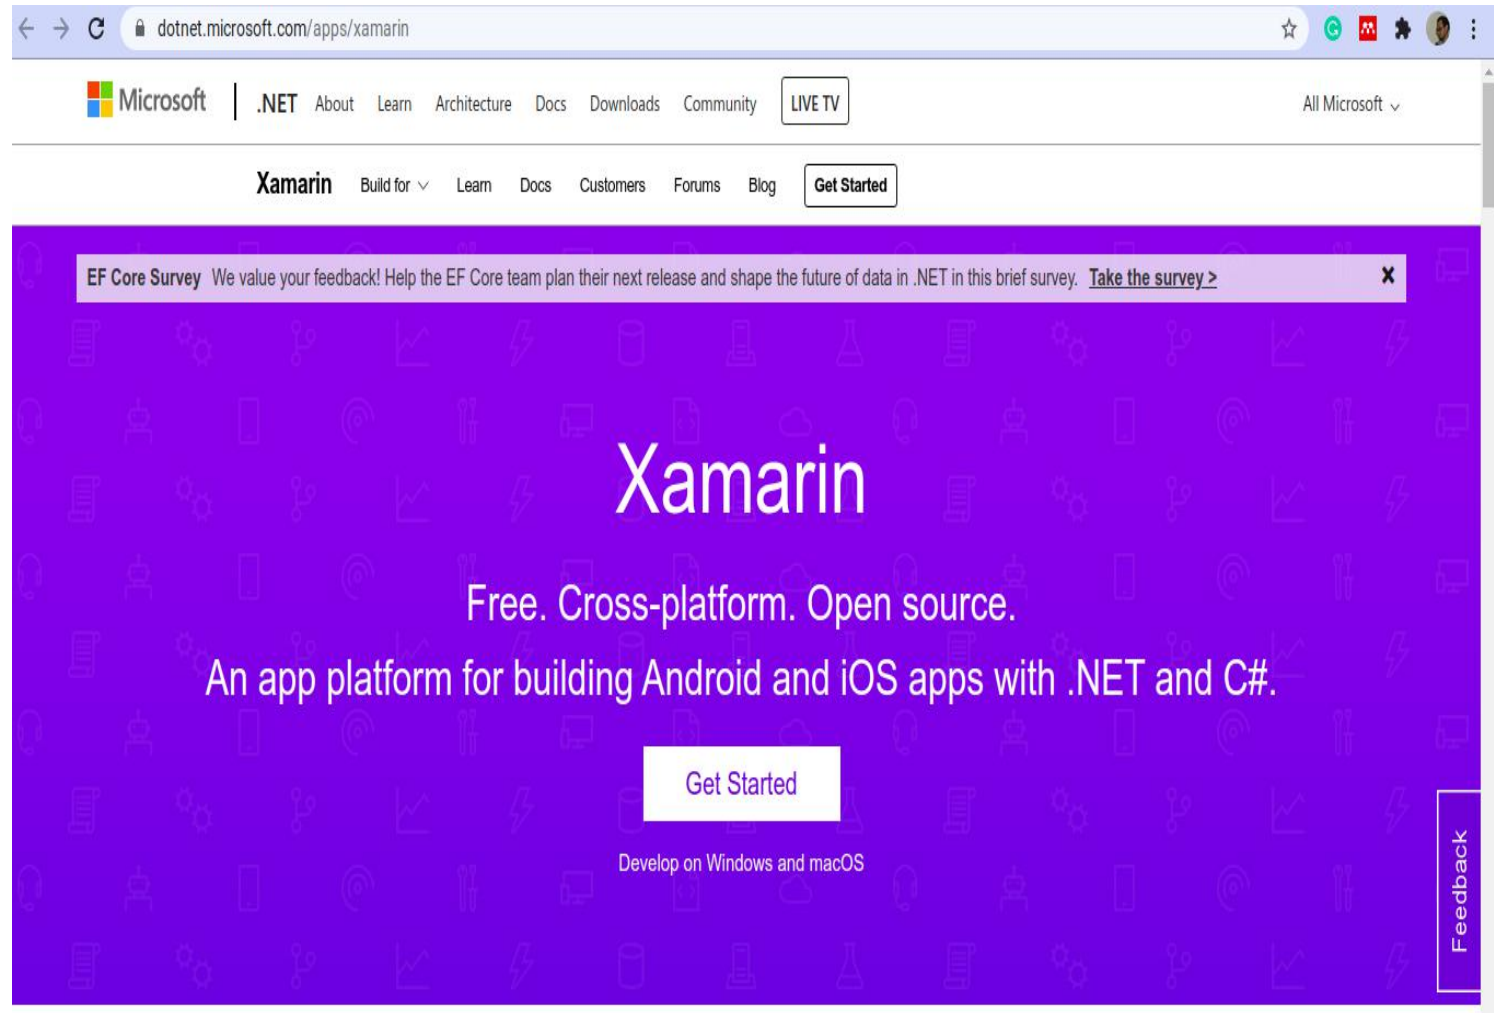 dotnet.microsoft.com/apps/xamarin
Microsoft .NET About Learn Architecture Docs Downloads Community LIVE TV All Microsoft
Xamarin Build for Learn Docs Customers Forums Blog Get Started
EF Core Survey We value your feedback! Help the EF Core team plan their next release and shape the future of data in .NET in this brief survey. Take the survey >
Xamarin
Free. Cross-platform. Open source.
An app platform for building Android and iOS apps with .NET and C#.
Get Started
Develop on Windows and macOS
Feedback